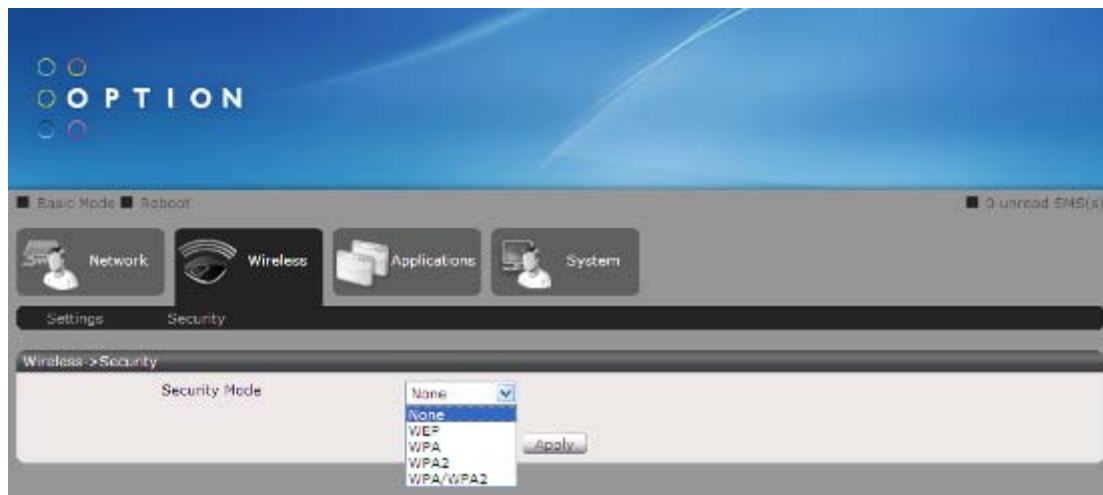 OPTION
Basic Mode Reboot 0 unread SMS(s)
Network Wireless Applications System
Settings Security
Wireless->Security
Security Mode None
None
WEP
WPA
WPA2
WPA/WPA2
Apply